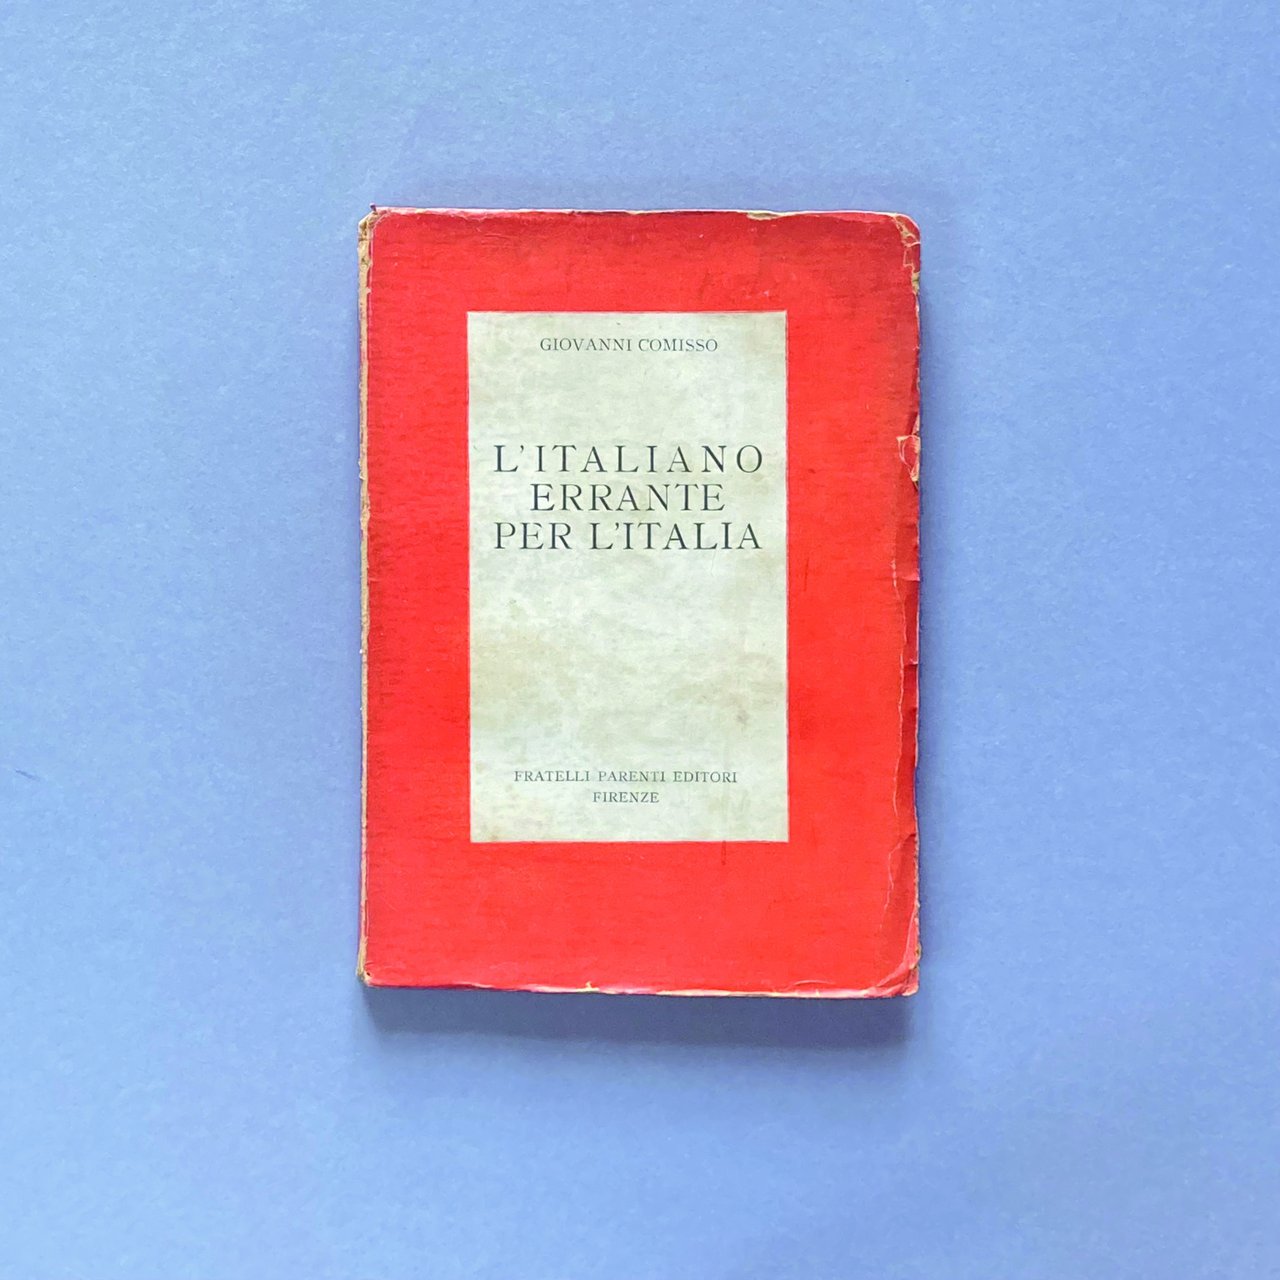 GIOVANNI COMISSO
L'ITALIANO
ERRANTE
PER L'ITALIA
FRATELLI PARENTI EDITORI
FIRENZE